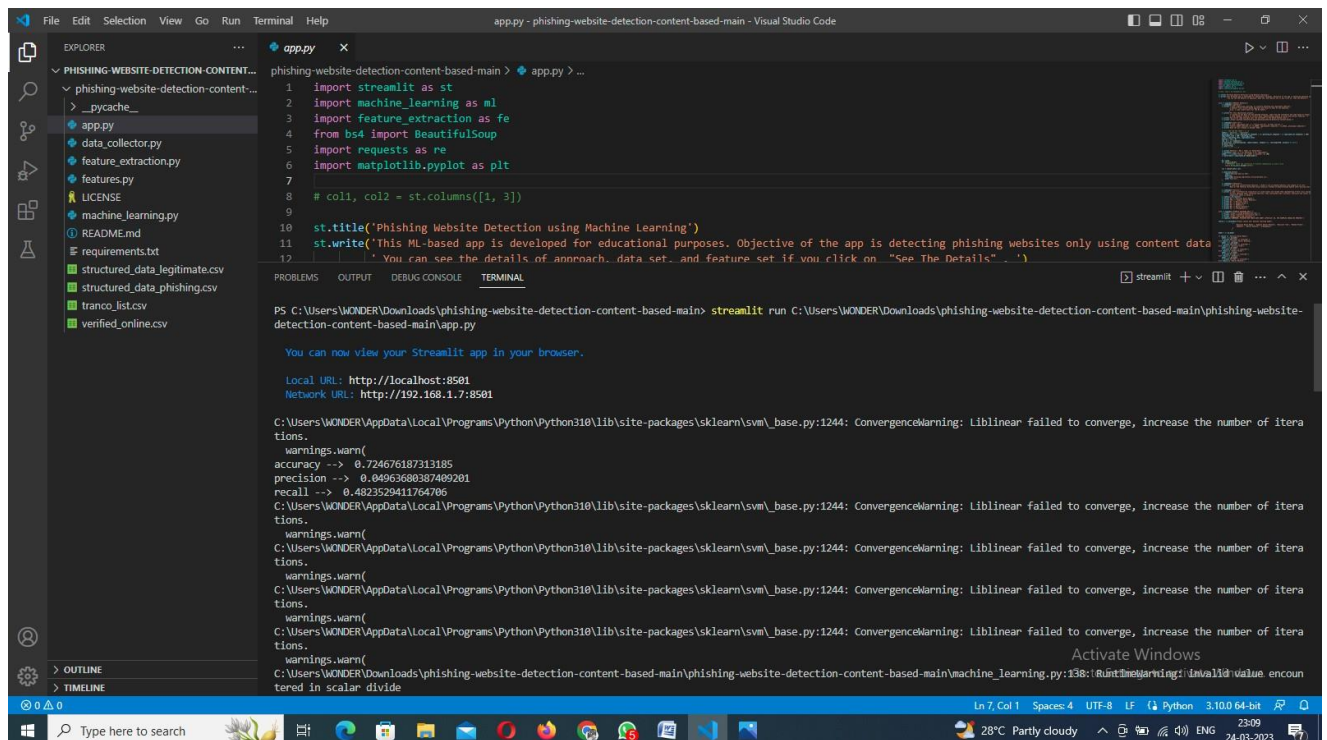 File Edit Selection View Go Run Terminal Help
app.py - phishing-website-detection-content-based-main - Visual Studio Code
EXPLORER
PHISHING-WEBSITE-DETECTION-CONTENT...
phishing-website-detection-content-...
__pycache__
app.py
data_collector.py
feature_extraction.py
features.py
LICENSE
machine_learning.py
README.md
requirements.txt
structured_data_legitimate.csv
structured_data_phishing.csv
tranco_list.csv
verified_online.csv
OUTLINE
TIMELINE
app.py
phishing-website-detection-content-based-main > app.py > ...
1 import streamlit as st
2 import machine_learning as ml
3 import feature_extraction as fe
4 from bs4 import BeautifulSoup
5 import requests as re
6 import matplotlib.pyplot as plt
7
8 # col1, col2 = st.columns([1, 3])
9
10 st.title('Phishing Website Detection using Machine Learning')
11 st.write('This ML-based app is developed for educational purposes. Objective of the app is detecting phishing websites only using content data
12 ' You can see the details of approach, data set, and feature set if you click on "See The Details" . ')
PROBLEMS OUTPUT DEBUG CONSOLE TERMINAL
streamlit
PS C:\Users\WONDER\Downloads\phishing-website-detection-content-based-main> streamlit run C:\Users\WONDER\Downloads\phishing-website-detection-content-based-main\phishing-website-
detection-content-based-main\app.py
You can now view your Streamlit app in your browser.
Local URL: http://localhost:8501
Network URL: http://192.168.1.7:8501
C:\Users\WONDER\AppData\Local\Programs\Python\Python310\lib\site-packages\sklearn\svm\_base.py:1244: ConvergenceWarning: Liblinear failed to converge, increase the number of itera
tions.
warnings.warn(
accuracy --> 0.724676187313185
precision --> 0.04963680387409201
recall --> 0.4823529411764706
C:\Users\WONDER\AppData\Local\Programs\Python\Python310\lib\site-packages\sklearn\svm\_base.py:1244: ConvergenceWarning: Liblinear failed to converge, increase the number of itera
tions.
warnings.warn(
C:\Users\WONDER\AppData\Local\Programs\Python\Python310\lib\site-packages\sklearn\svm\_base.py:1244: ConvergenceWarning: Liblinear failed to converge, increase the number of itera
tions.
warnings.warn(
C:\Users\WONDER\AppData\Local\Programs\Python\Python310\lib\site-packages\sklearn\svm\_base.py:1244: ConvergenceWarning: Liblinear failed to converge, increase the number of itera
tions.
warnings.warn(
C:\Users\WONDER\AppData\Local\Programs\Python\Python310\lib\site-packages\sklearn\svm\_base.py:1244: ConvergenceWarning: Liblinear failed to converge, increase the number of itera
tions.
warnings.warn(
Activate Windows
C:\Users\WONDER\Downloads\phishing-website-detection-content-based-main\phishing-website-detection-content-based-main\machine_learning.py:138: RuntimeWarning: invalid value encoun
tered in scalar divide
0 0
Ln 7, Col 1 Spaces: 4 UTF-8 LF Python 3.10.0 64-bit
Type here to search
28°C Partly cloudy ENG 23:09
24-03-2023